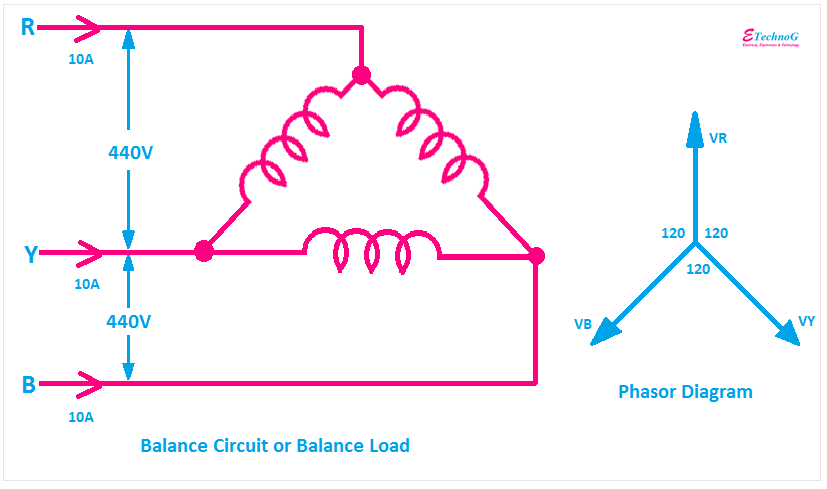 R
10A
440V
Y
10A
440V
B
10A
Balance Circuit or Balance Load
ETechnoG
Electrical, Electronics & Technology
VR
120 120
120
VB
VY
Phasor Diagram